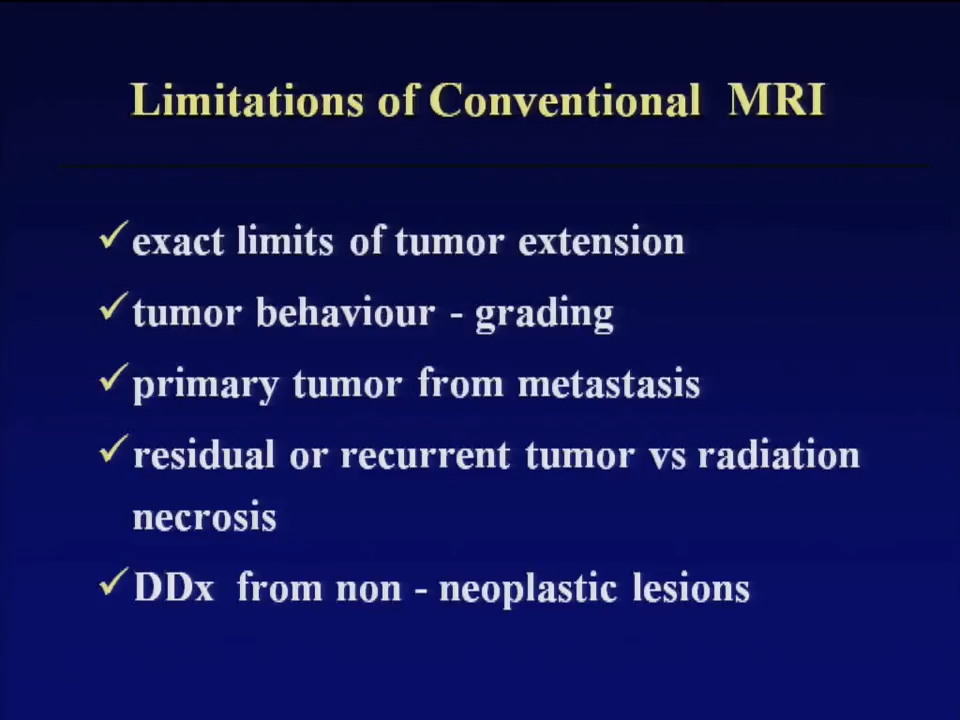 Limitations of Conventional MRI
✓ exact limits of tumor extension
✓ tumor behaviour - grading
✓ primary tumor from metastasis
✓ residual or recurrent tumor vs radiation
necrosis
✓ DDx from non - neoplastic lesions